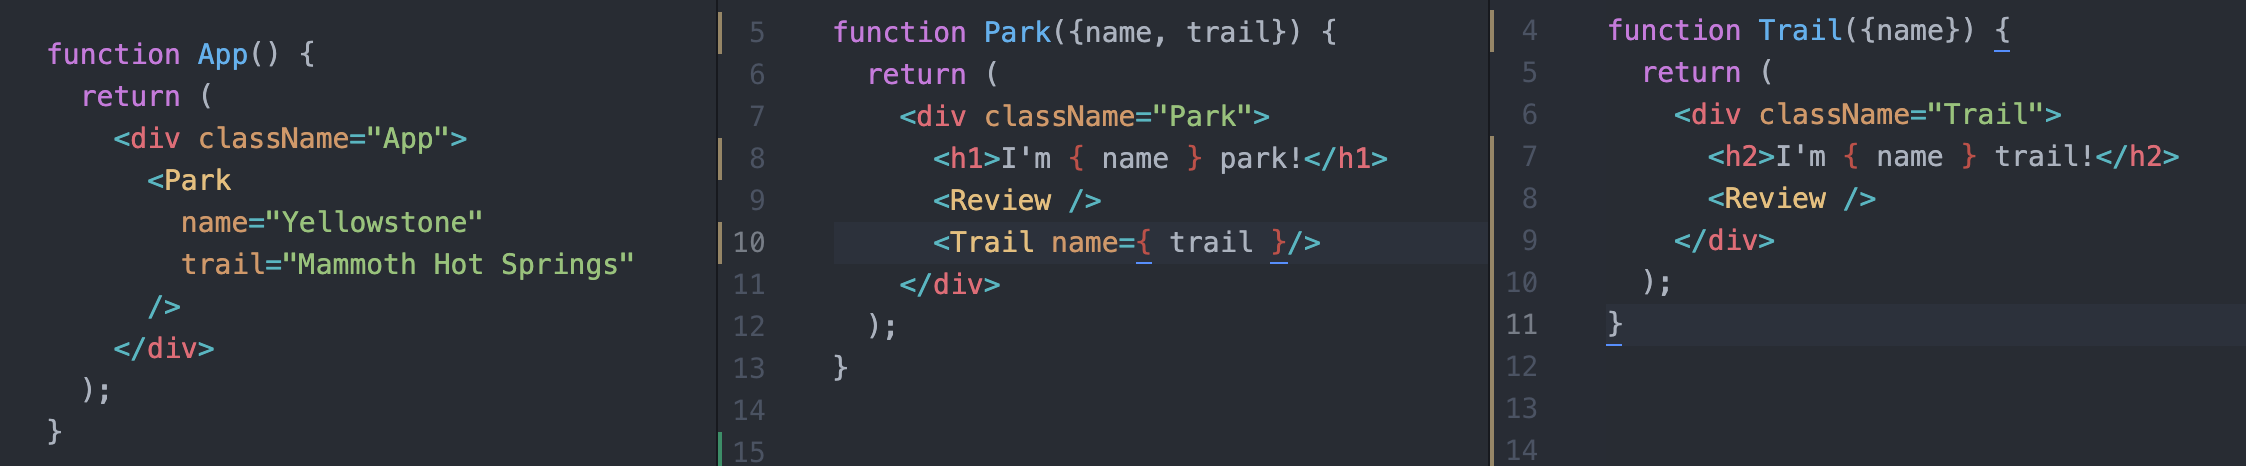 function App() {
  return (
    <div className="App">
      <Park
        name="Yellowstone"
        trail="Mammoth Hot Springs"
      />
    </div>
  );
}
5 function Park({name, trail}) {
6   return (
7     <div className="Park">
8       <h1>I'm { name } park!</h1>
9       <Review />
10       <Trail name={ trail }/>
11     </div>
12   );
13 }
14
15
4 function Trail({name}) {
5   return (
6     <div className="Trail">
7       <h2>I'm { name } trail!</h2>
8       <Review />
9     </div>
10   );
11 }
12
13
14